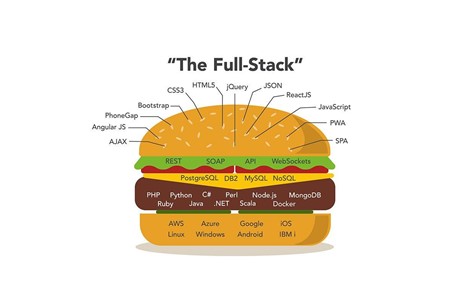 “The Full-Stack”
HTML5 jQuery JSON
CSS3 ReactJS
Bootstrap JavaScript
PhoneGap PWA
Angular JS
AJAX SPA
REST SOAP API WebSockets
PostgreSQL DB2 MySQL NoSQL
PHP Python C# Perl Node.js MongoDB
Ruby Java .NET Scala Docker
AWS Azure Google iOS
Linux Windows Android IBM i